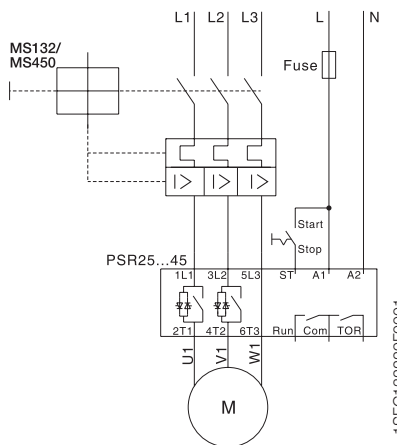 L1 L2 L3 L N
MS132/
MS450
Fuse
I> I> I>
Start
Stop
PSR25...45
1L1 3L2 5L3 ST A1 A2
2T1 4T2 6T3 Run Com TOR
U1 V1 W1
M